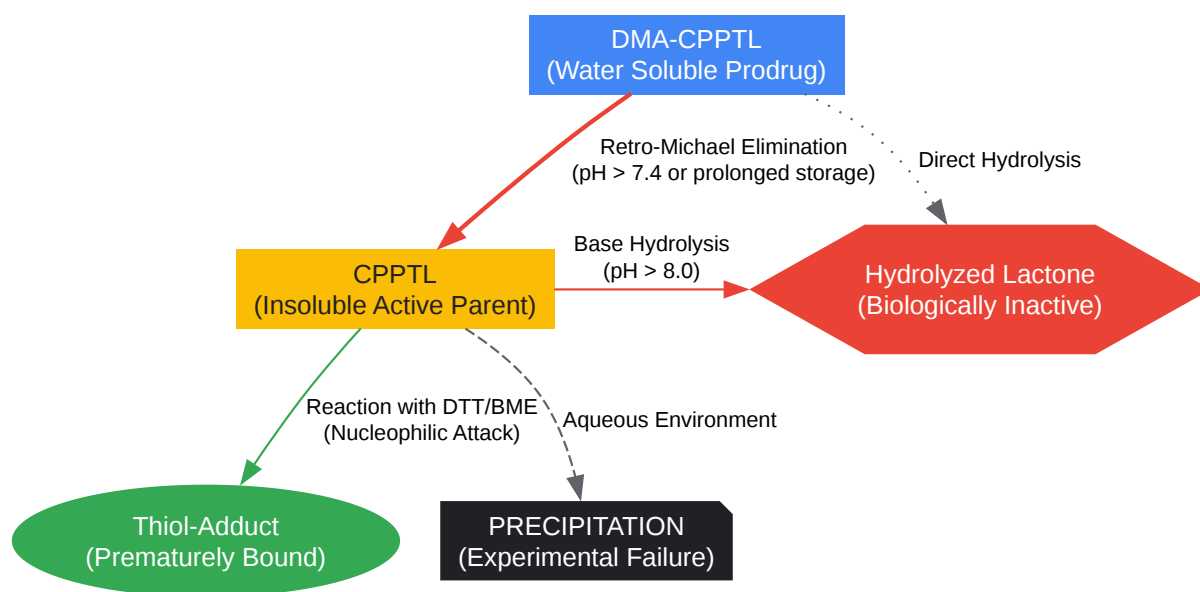 DMA-CPPTL
(Water Soluble Prodrug)
Retro-Michael Elimination
(pH > 7.4 or prolonged storage)
Direct Hydrolysis
CPPTL
(Insoluble Active Parent)
Base Hydrolysis
(pH > 8.0)
Hydrolyzed Lactone
(Biologically Inactive)
Reaction with DTT/BME
(Nucleophilic Attack)
Aqueous Environment
Thiol-Adduct
(Prematurely Bound)
PRECIPITATION
(Experimental Failure)